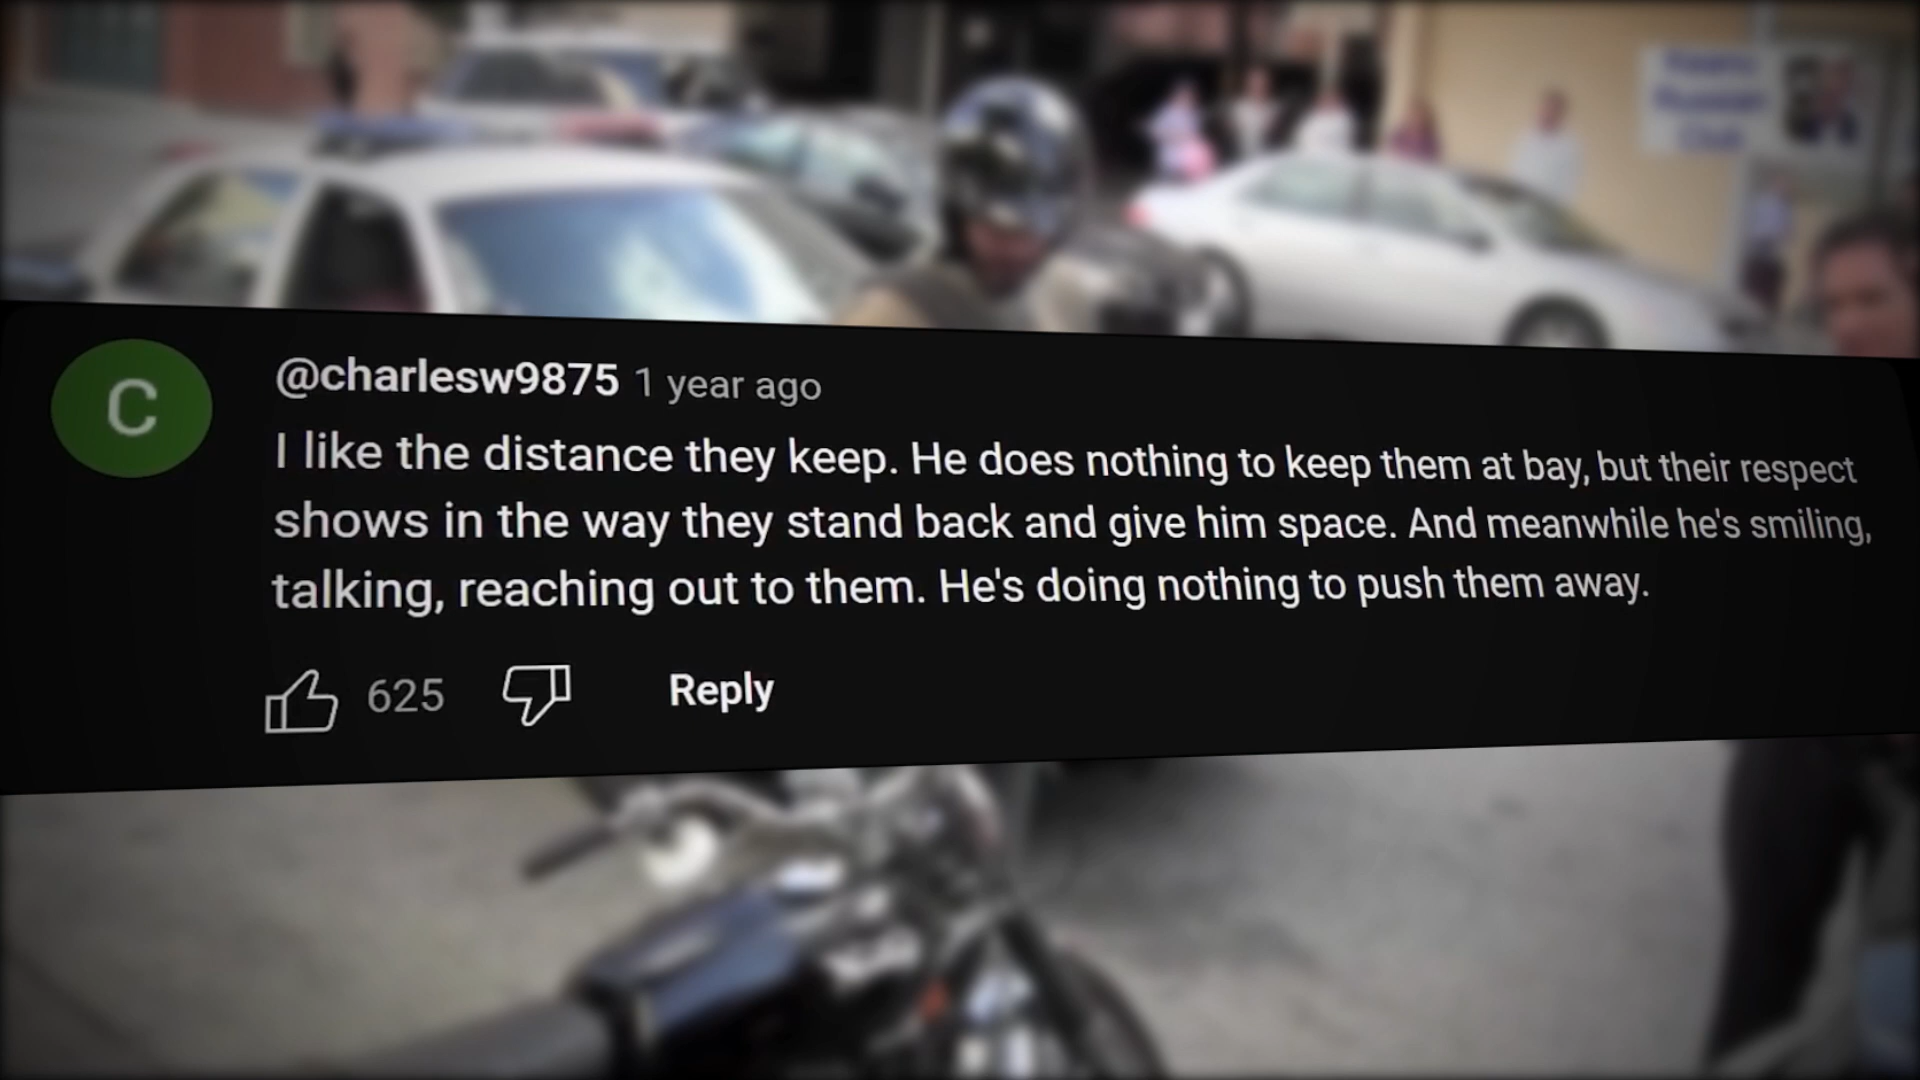 C
@charlesw9875 1 year ago
I like the distance they keep. He does nothing to keep them at bay, but their respect
shows in the way they stand back and give him space. And meanwhile he's smiling,
talking, reaching out to them. He's doing nothing to push them away.
625
Reply